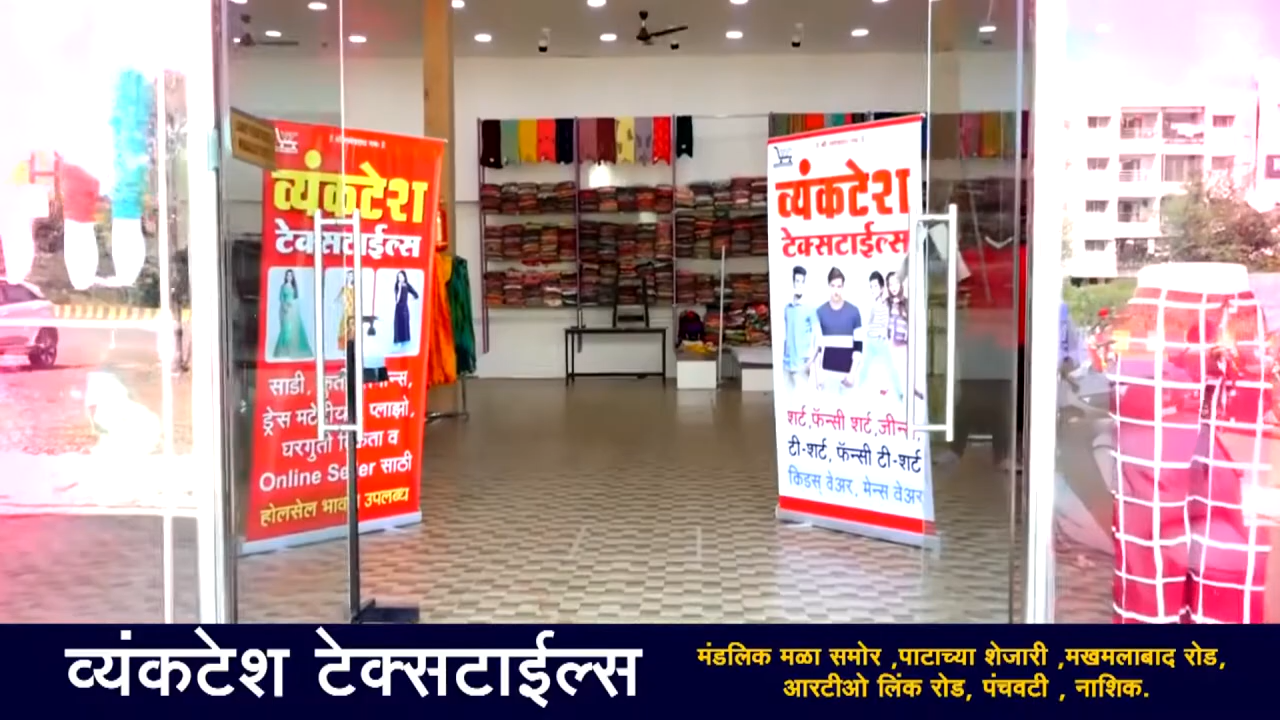 व्यंकटेश
टेक्सटाईल्स
साडी,
ड्रेस मटेरीयल प्लाझो,
घरगुती विक्रेता व
Online Seller साठी
होलसेल भावात उपलब्ध
व्यंकटेश
टेक्सटाईल्स
शर्ट,फॅन्सी शर्ट,जीन्स,
टी-शर्ट, फॅन्सी टी-शर्ट
किडस् वेअर, मेन्स वेअर
व्यंकटेश टेक्सटाईल्स
मंडलिक मळा समोर ,पाटाच्या शेजारी ,मखमलाबाद रोड,
आरटीओ लिंक रोड, पंचवटी , नाशिक.